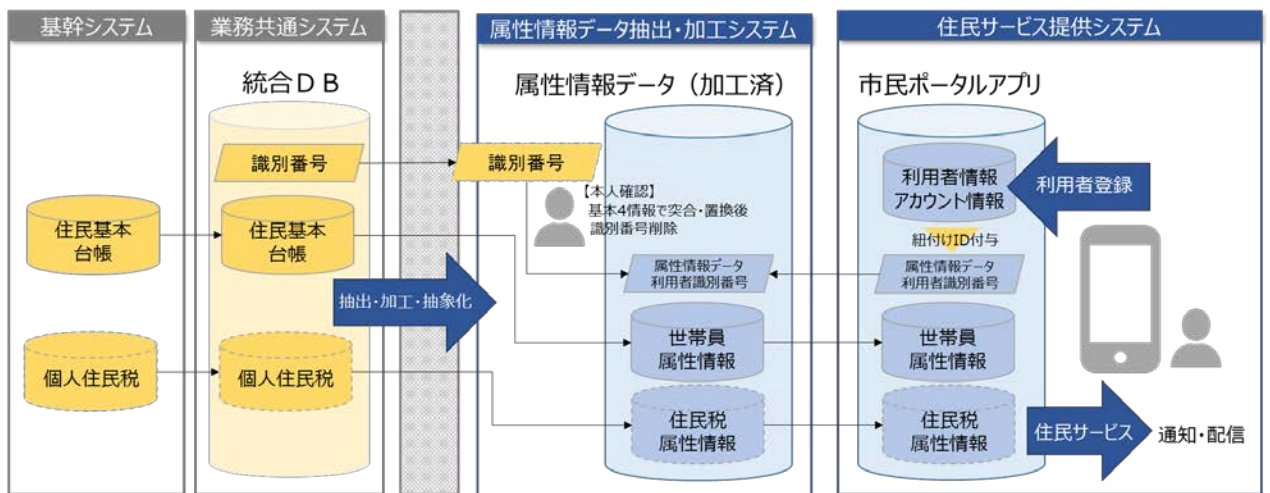 基幹システム
業務共通システム
属性情報データ抽出・加工システム
住民サービス提供システム
統合DB
属性情報データ（加工済）
市民ポータルアプリ
識別番号
識別番号
【本人確認】
基本4情報で突合・置換後
識別番号削除
利用者情報
アカウント情報
利用者登録
住民基本
台帳
住民基本
台帳
紐付けID付与
属性情報データ
利用者識別番号
属性情報データ
利用者識別番号
抽出・加工・抽象化
世帯員
属性情報
世帯員
属性情報
個人住民税
個人住民税
住民税
属性情報
住民税
属性情報
住民サービス
通知・配信